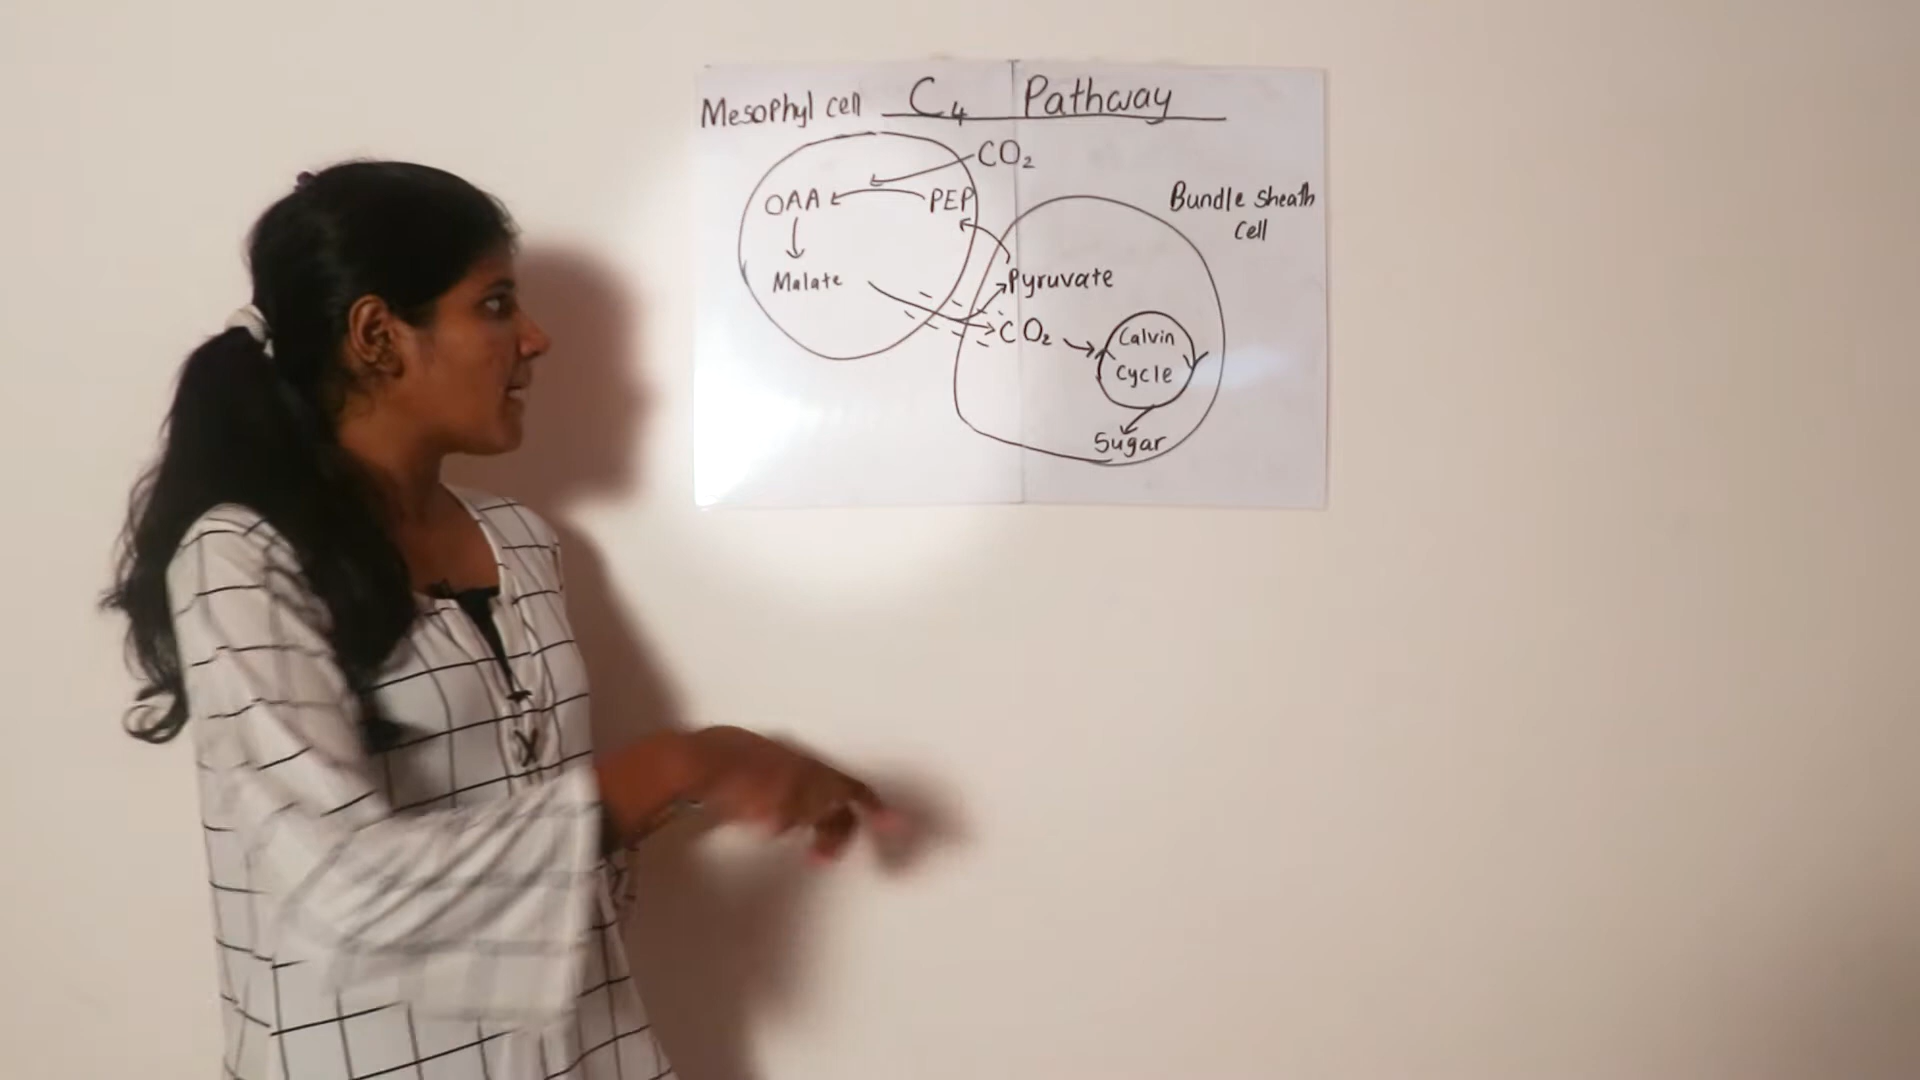 Mesophyl cell
C4 Pathway
CO2
OAA
PEP
Malate
Bundle Sheath
Cell
Pyruvate
CO2
Calvin
Cycle
Sugar